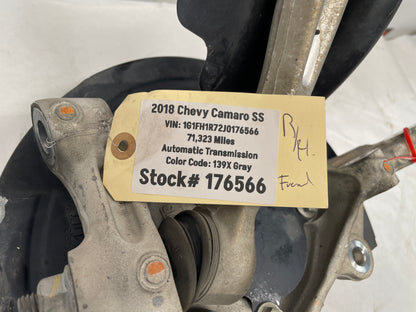 2018 Chevy Camaro SS
VIN: 1G1FH1R72J0176566
71,323 Miles
Automatic Transmission
Color Code: 139X Gray
Stock# 176566
R/H.
Front